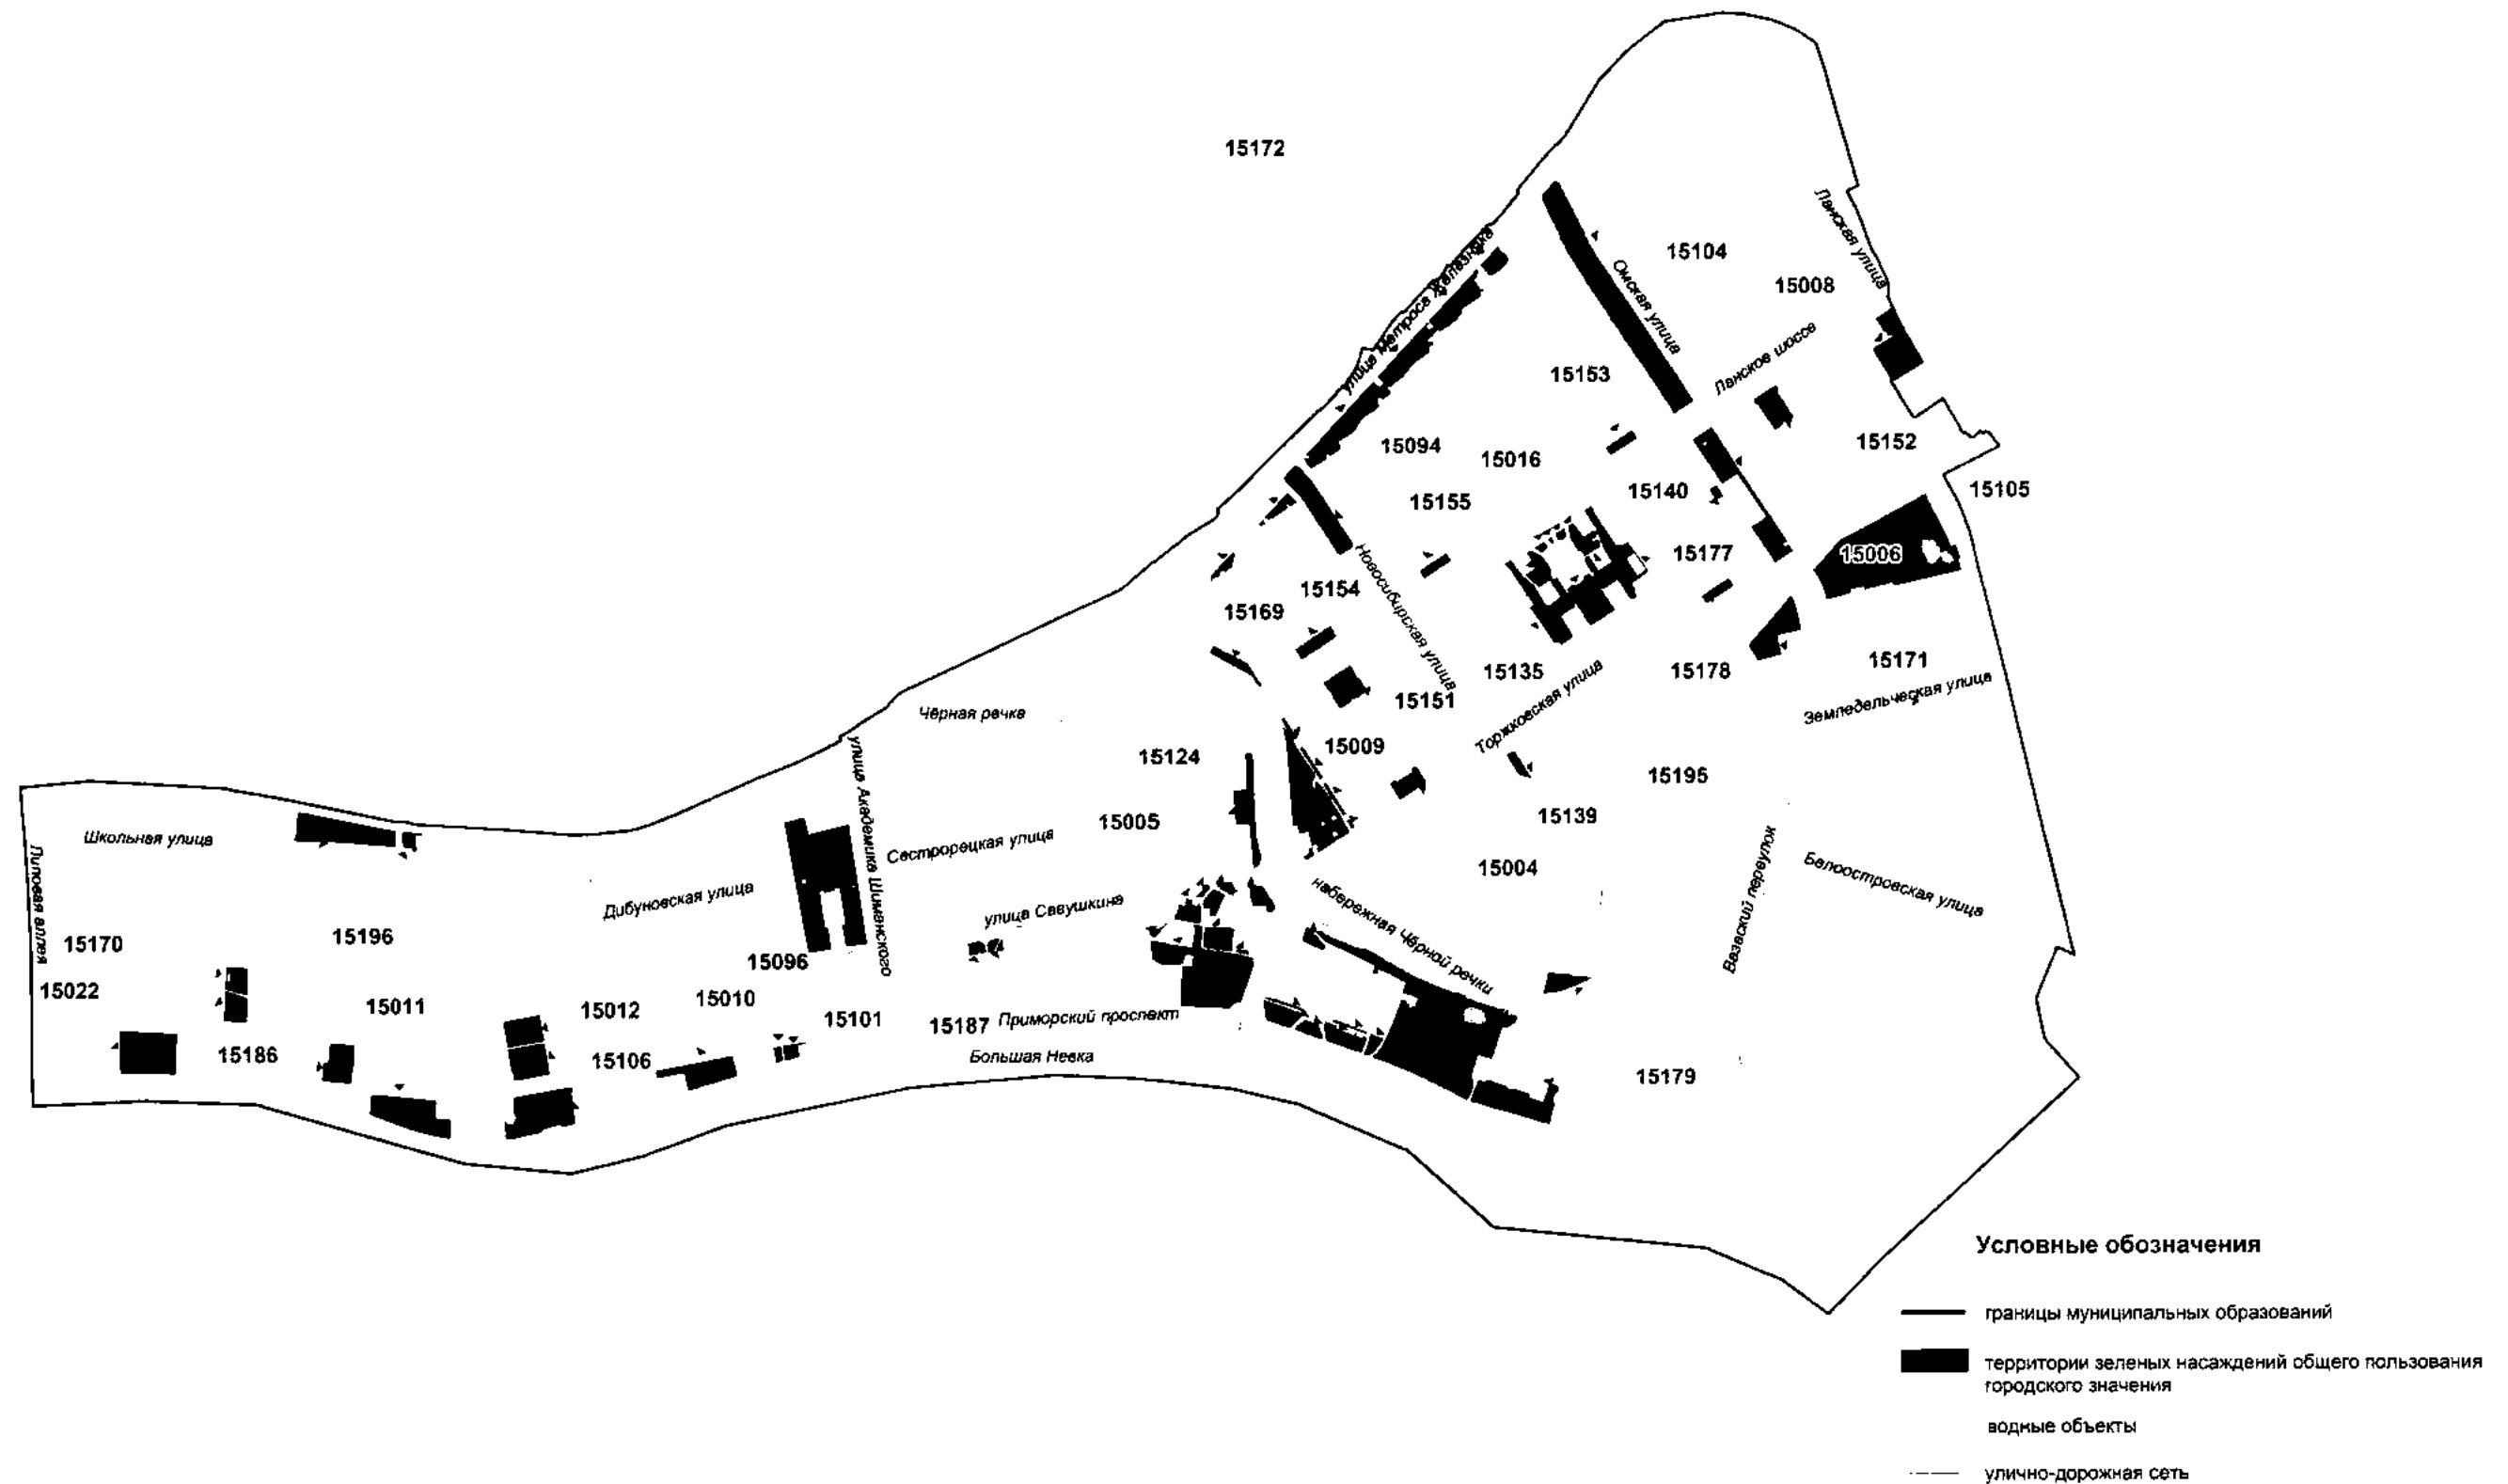 15172
Ланская улица
15104
улица Матроса Железняка
Омская улица
15008
Ланское шоссе
15153
15094
15016
15152
15155
15140
15105
15177
15006
15154
Новосибирская улица
15169
15135
15178
15171
15151
Торжковская улица
Земледельческая улица
Чёрная речка
15009
15124
15195
улица Академика Шиманского
15005
15139
Школьная улица
Сестрорецкая улица
15004
Липовая аллея
Дибуновская улица
улица Савушкина
набережная Чёрной речки
Вазаский переулок
Белоостровская улица
15170
15196
15096
15022
15011
15012
15010
15101
15187
Приморский проспект
15186
15106
Большая Невка
15179
Условные обозначения
границы муниципальных образований
территории зеленых насаждений общего пользования
городского значения
водные объекты
улично-дорожная сеть